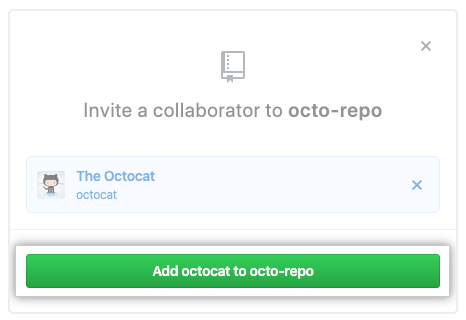 Invite a collaborator to octo-repo
The Octocat
octocat
Add octocat to octo-repo